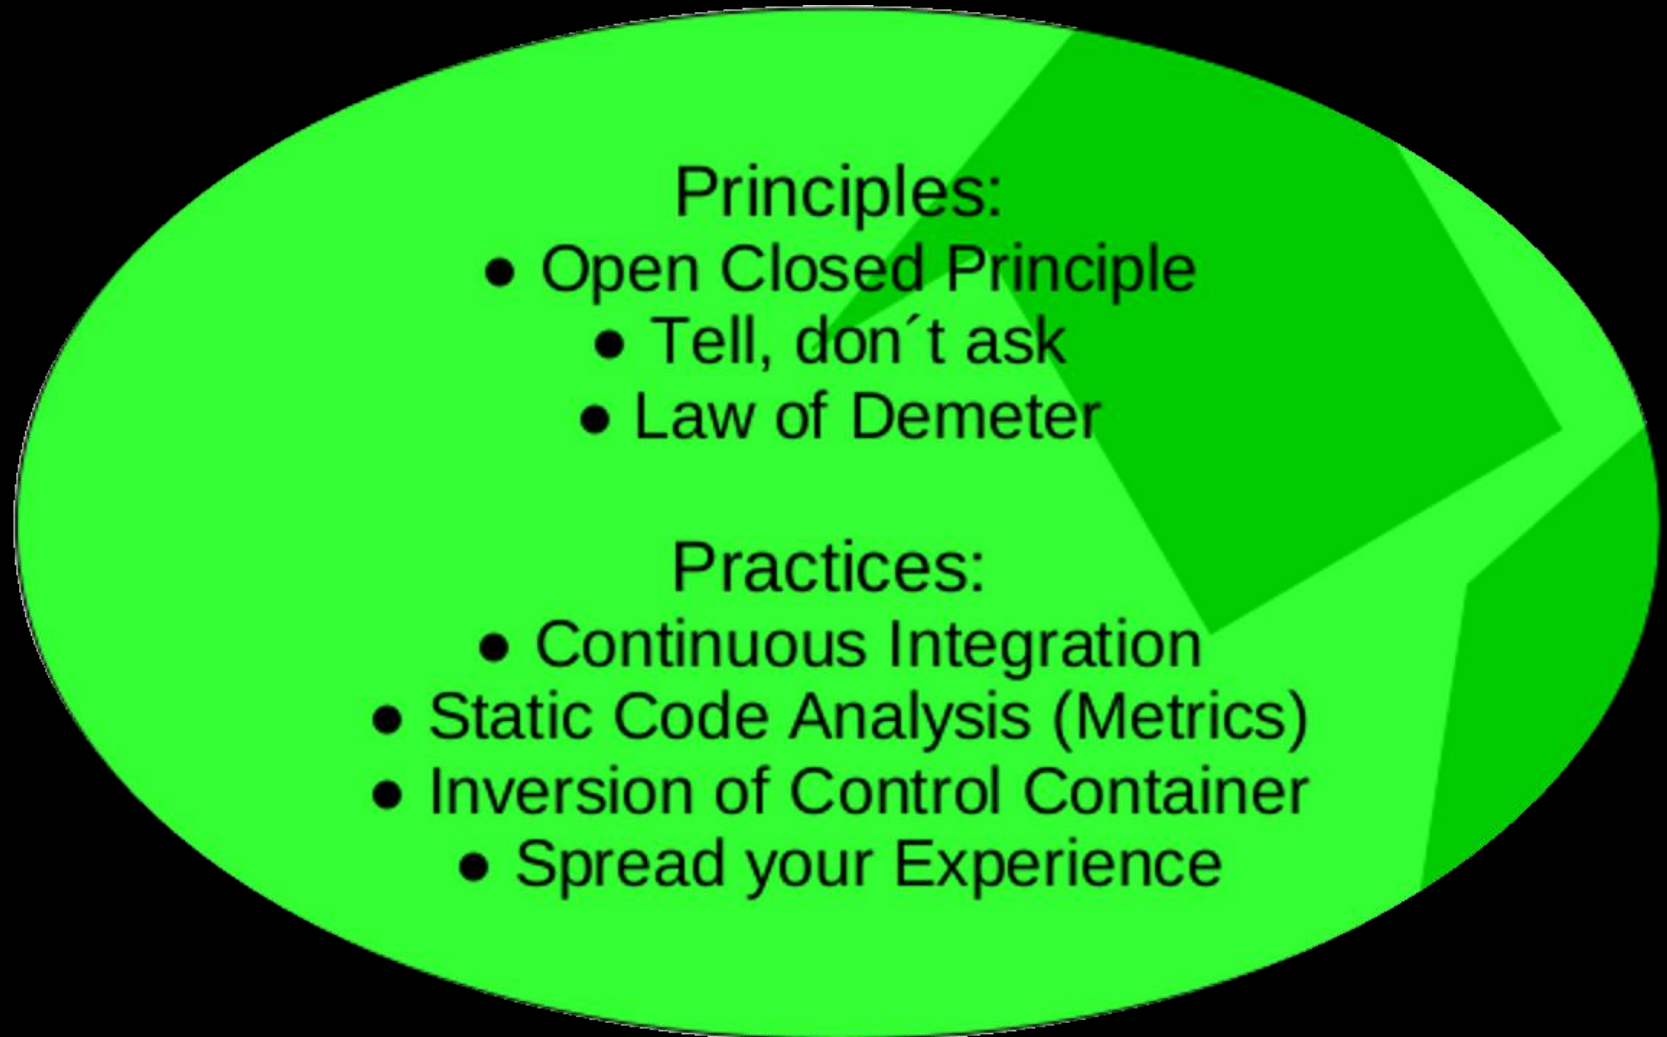 Principles:
● Open Closed Principle
● Tell, don´t ask
● Law of Demeter
Practices:
● Continuous Integration
● Static Code Analysis (Metrics)
● Inversion of Control Container
● Spread your Experience